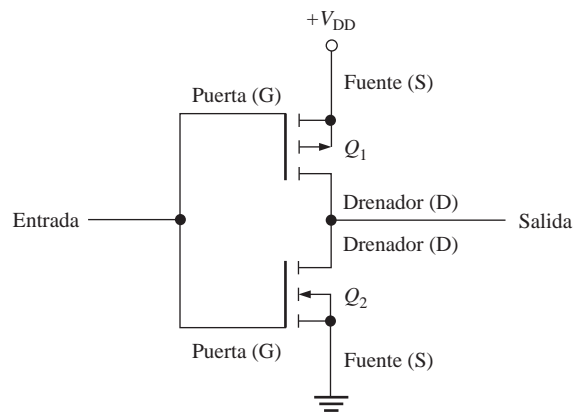 +V_DD
Fuente (S)
Puerta (G)
Q_1
Drenador (D)
Entrada
Salida
Drenador (D)
Q_2
Puerta (G)
Fuente (S)